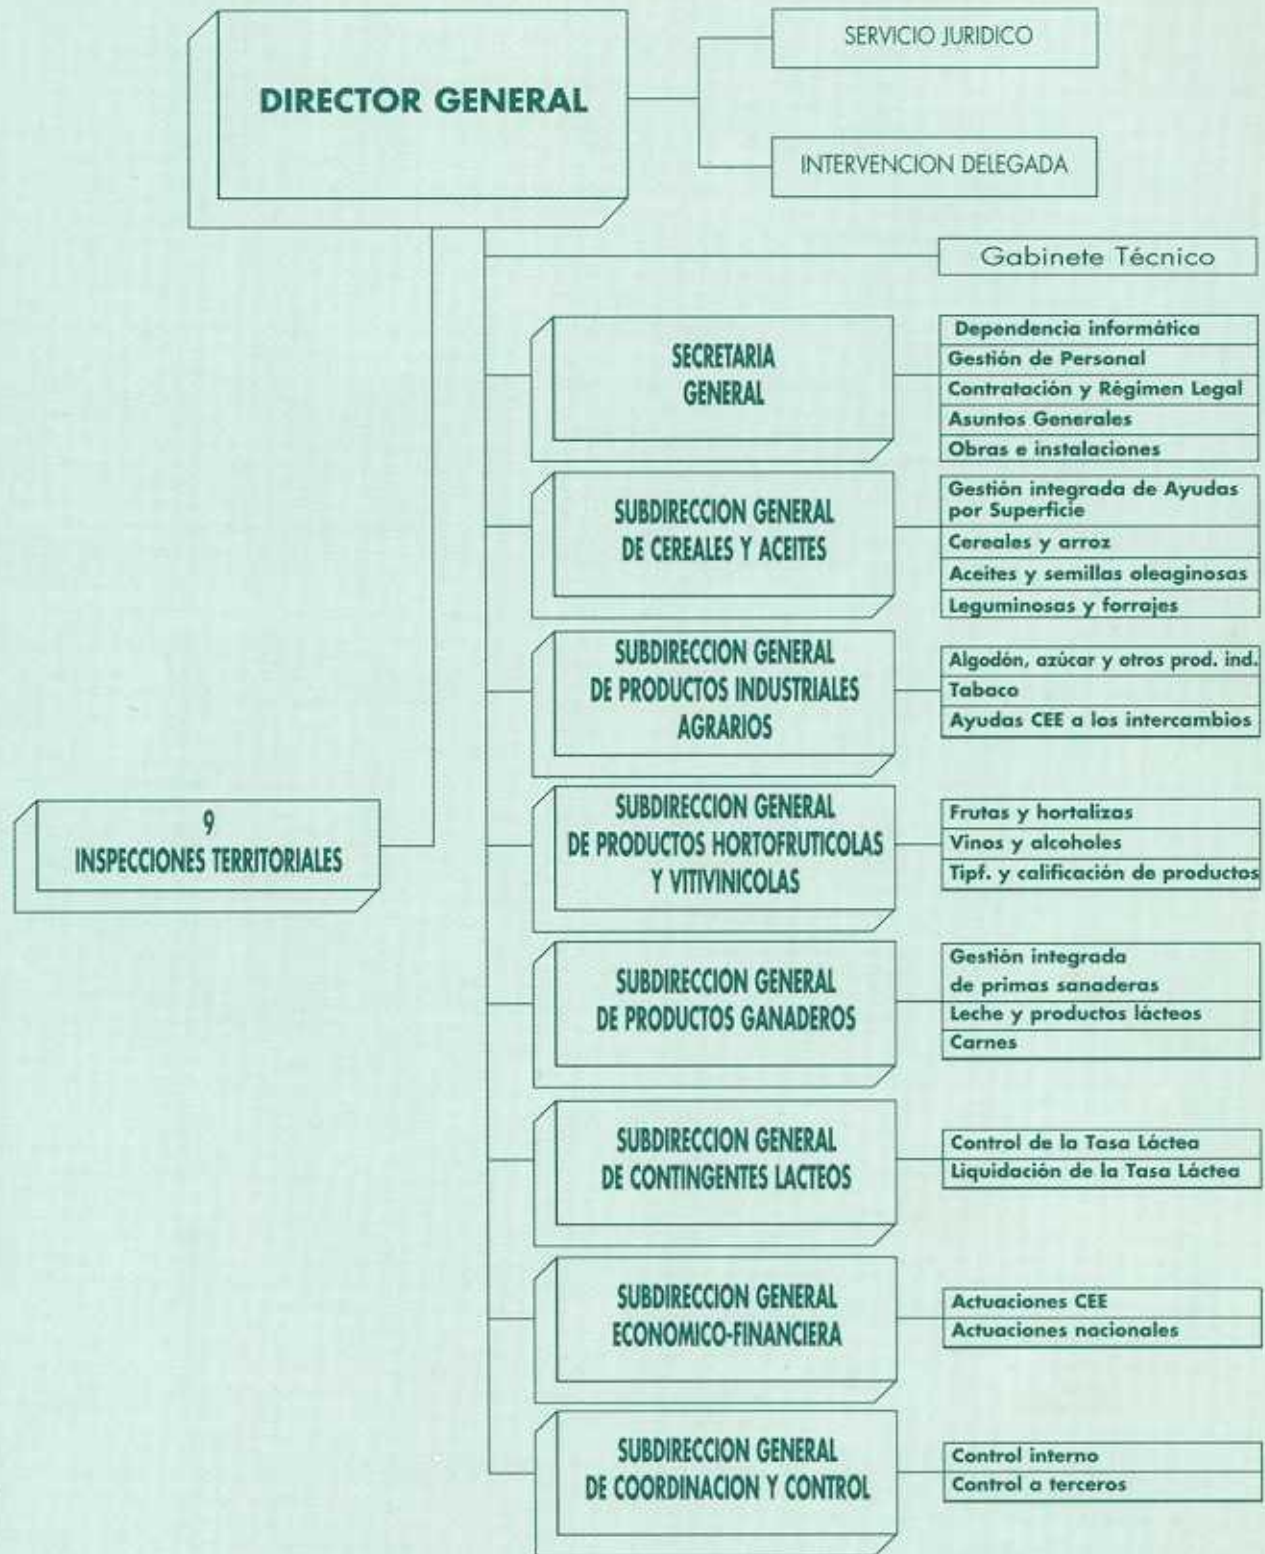 DIRECTOR GENERAL
SERVICIO JURIDICO
INTERVENCION DELEGADA
Gabinete Técnico
SECRETARIA
GENERAL
Dependencia informática
Gestión de Personal
Contratación y Régimen Legal
Asuntos Generales
Obras e instalaciones
SUBDIRECCION GENERAL
DE CEREALES Y ACEITES
Gestión integrada de Ayudas
por Superficie
Cereales y arroz
Aceites y semillas oleaginosas
Leguminosas y forrajes
SUBDIRECCION GENERAL
DE PRODUCTOS INDUSTRIALES
AGRARIOS
Algodón, azúcar y otros prod. ind.
Tabaco
Ayudas CEE a los intercambios
9
INSPECCIONES TERRITORIALES
SUBDIRECCION GENERAL
DE PRODUCTOS HORTOFRUTICOLAS
Y VITIVINICOLAS
Frutas y hortalizas
Vinos y alcoholes
Tipf. y calificación de productos
SUBDIRECCION GENERAL
DE PRODUCTOS GANADEROS
Gestión integrada
de primas sanaderas
Leche y productos lácteos
Carnes
SUBDIRECCION GENERAL
DE CONTINGENTES LACTEOS
Control de la Tasa Láctea
Liquidación de la Tasa Láctea
SUBDIRECCION GENERAL
ECONOMICO-FINANCIERA
Actuaciones CEE
Actuaciones nacionales
SUBDIRECCION GENERAL
DE COORDINACION Y CONTROL
Control interno
Control a terceros